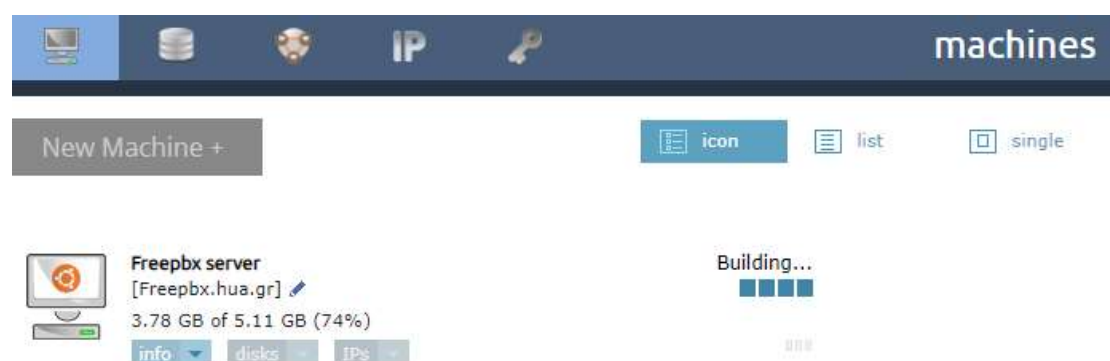 IP
machines
New Machine +
icon
list
single
Freepbx server
[Freepbx.hua.gr]
3.78 GB of 5.11 GB (74%)
Building...
info
disks
IPs